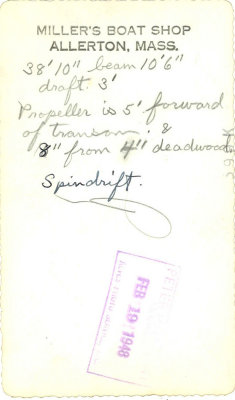 MILLER'S BOAT SHOP
ALLERTON, MASS.
38'10" beam 10'6"
draft. 3'
Propeller is 5' forward
of transom. &
8" from 4" deadwood
Spindrift.
FEB 19 1948